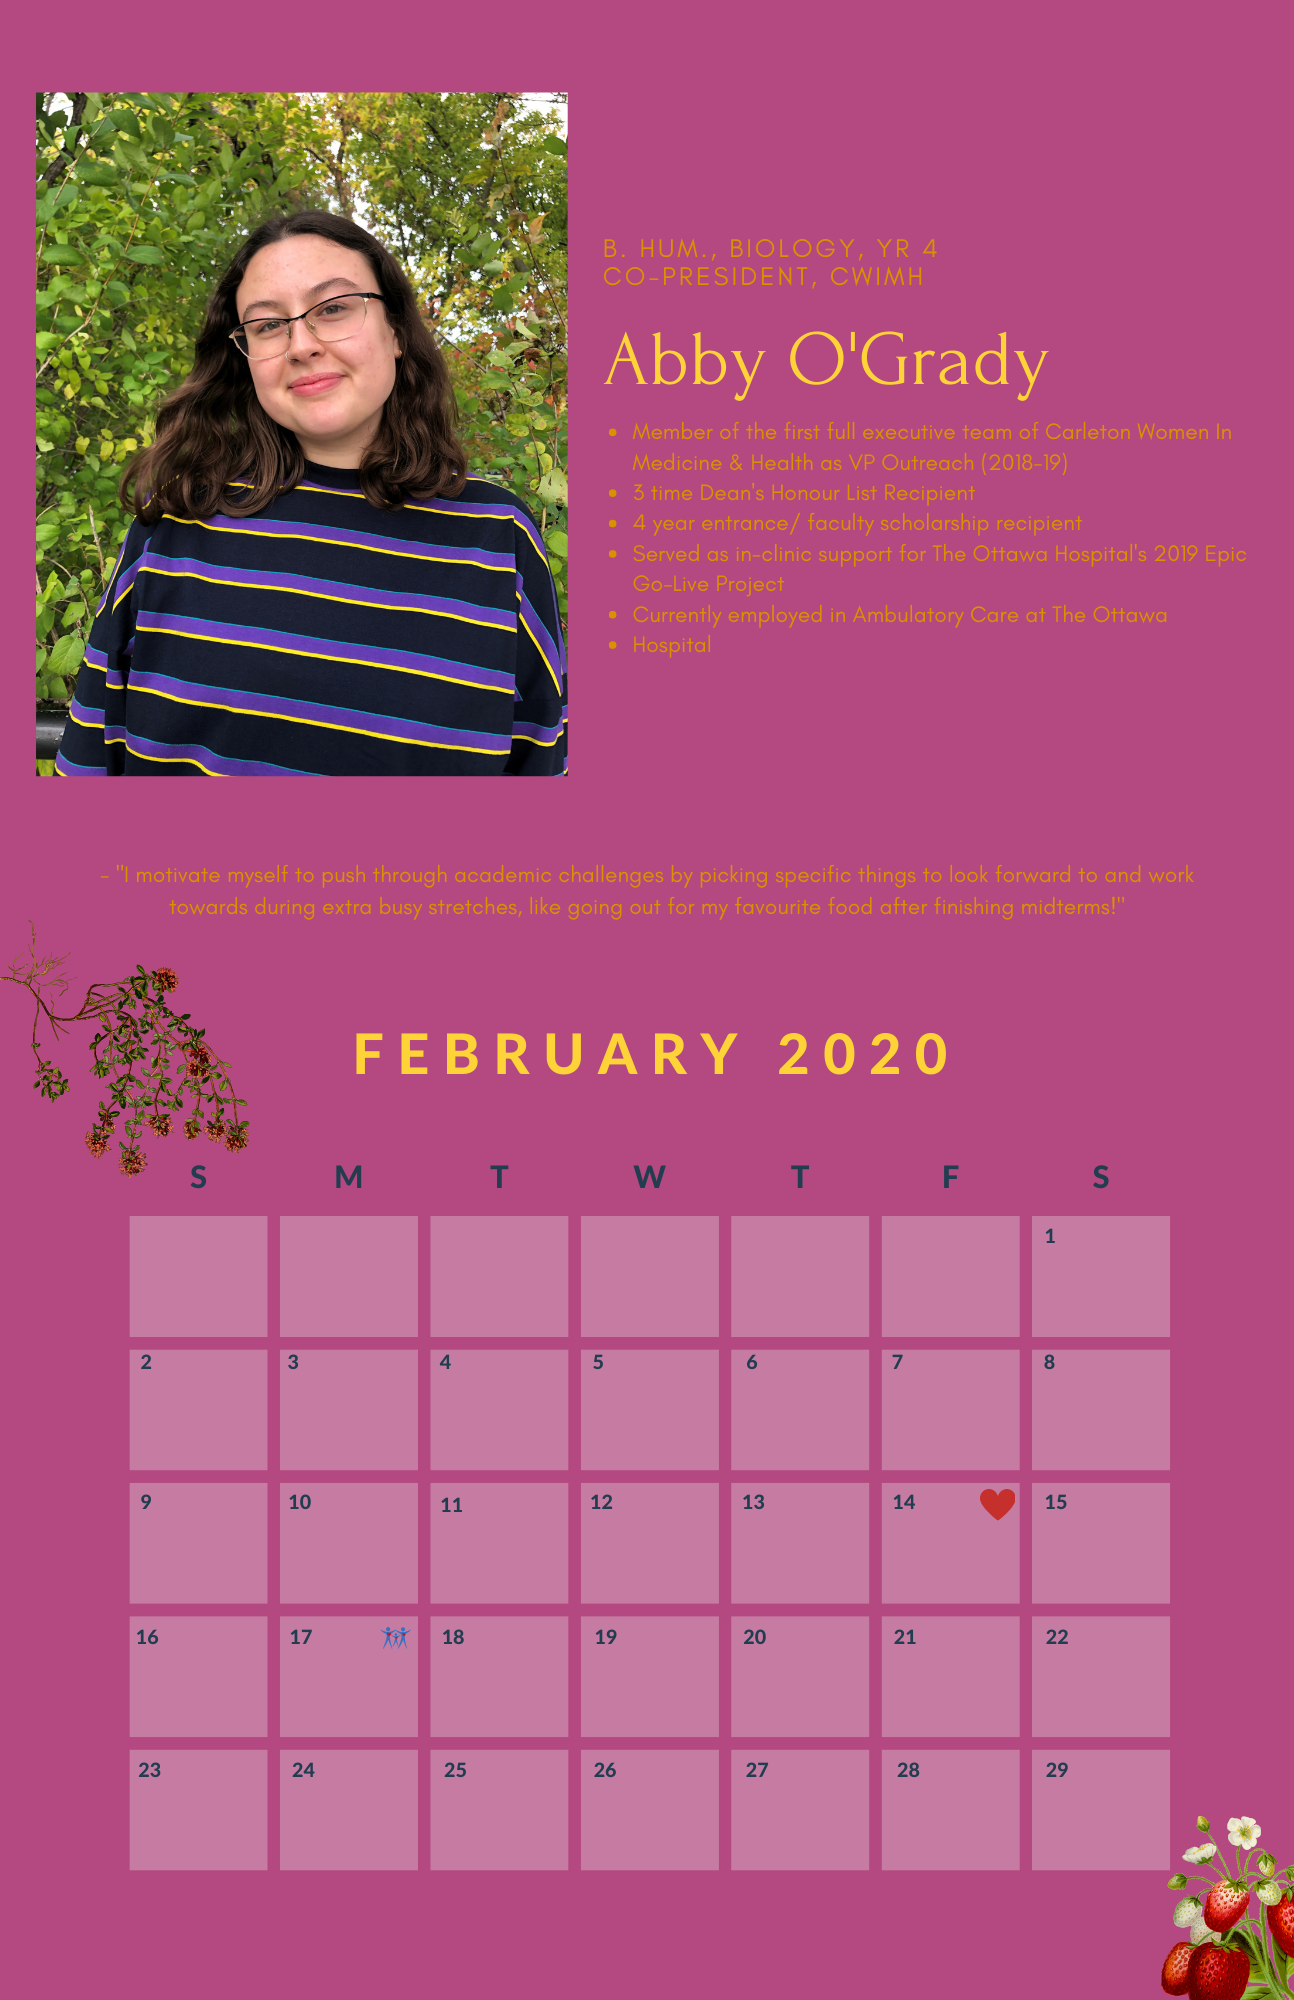 B. HUM., BIOLOGY, YR 4
CO-PRESIDENT, CWIMH
Abby O'Grady
• Member of the first full executive team of Carleton Women In
Medicine & Health as VP Outreach (2018-19)
• 3 time Dean's Honour List Recipient
• 4 year entrance/ faculty scholarship recipient
• Served as in-clinic support for The Ottawa Hospital's 2019 Epic
Go-Live Project
• Currently employed in Ambulatory Care at The Ottawa
• Hospital
- "I motivate myself to push through academic challenges by picking specific things to look forward to and work
towards during extra busy stretches, like going out for my favourite food after finishing midterms!"
FEBRUARY 2020
S M T W T F S
1
2 3 4 5 6 7 8
9 10 11 12 13 14 15
16 17 18 19 20 21 22
23 24 25 26 27 28 29